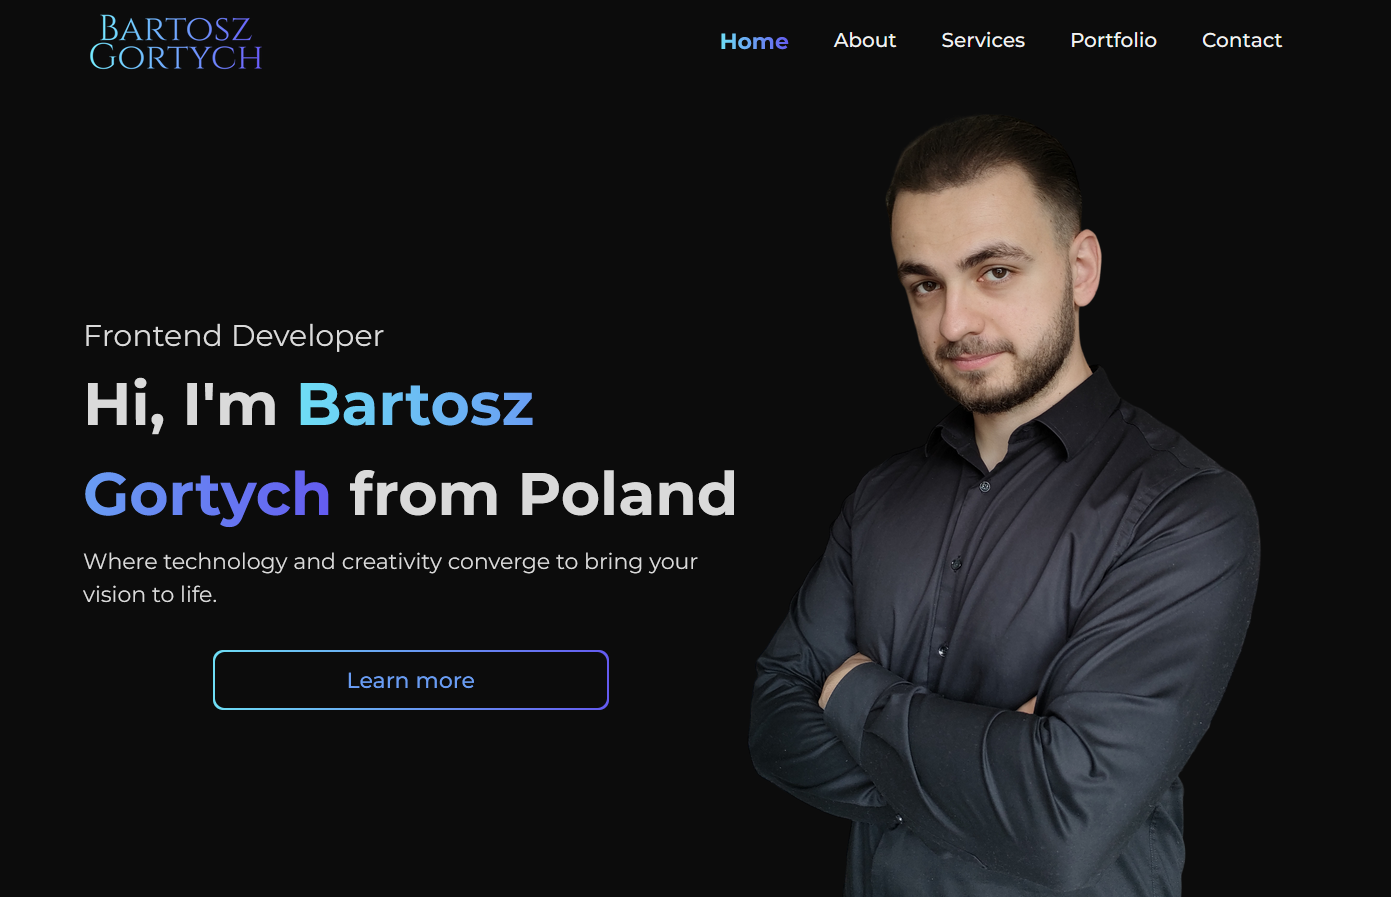 BARTOSZ
GORTYCH
Home About Services Portfolio Contact
Frontend Developer
Hi, I'm Bartosz
Gortych from Poland
Where technology and creativity converge to bring your
vision to life.
Learn more